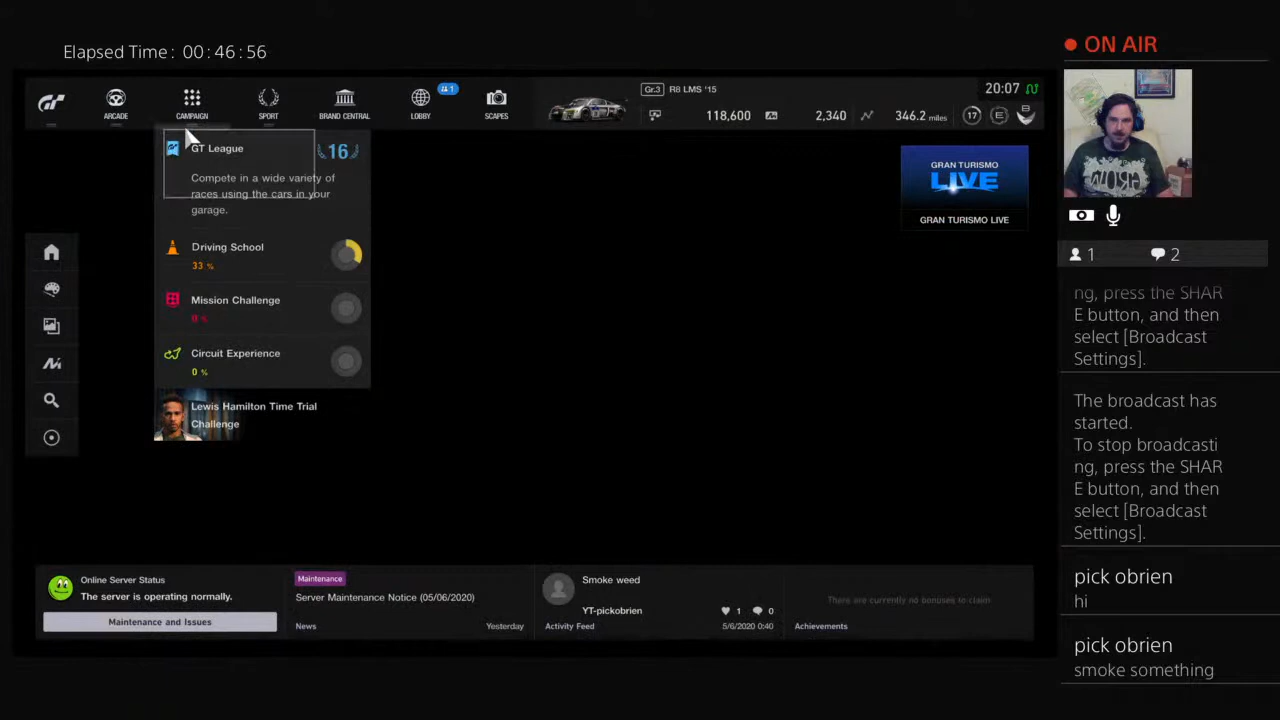 Elapsed Time: 00:46:56
ON AIR
ARCADE
CAMPAIGN
SPORT
BRAND CENTRAL
LOBBY
1
SCAPES
Gr.3 R8 LMS '15
118,600
2,340
346.2 miles
20:07
17
E
B
GT League
16
Compete in a wide variety of
races using the cars in your
garage.
Driving School
33 %
Mission Challenge
0 %
Circuit Experience
0 %
Lewis Hamilton Time Trial
Challenge
GRAN TURISMO
LIVE
GRAN TURISMO LIVE
Online Server Status
The server is operating normally.
Maintenance and Issues
Maintenance
Server Maintenance Notice (05/06/2020)
News
Yesterday
Smoke weed
YT-pickobrien
1
0
Activity Feed
5/6/2020 0:40
There are currently no bonuses to claim
Achievements
1
2
ng, press the SHAR
E button, and then
select [Broadcast
Settings].
The broadcast has
started.
To stop broadcasti
ng, press the SHAR
E button, and then
select [Broadcast
Settings].
pick obrien
hi
pick obrien
smoke something